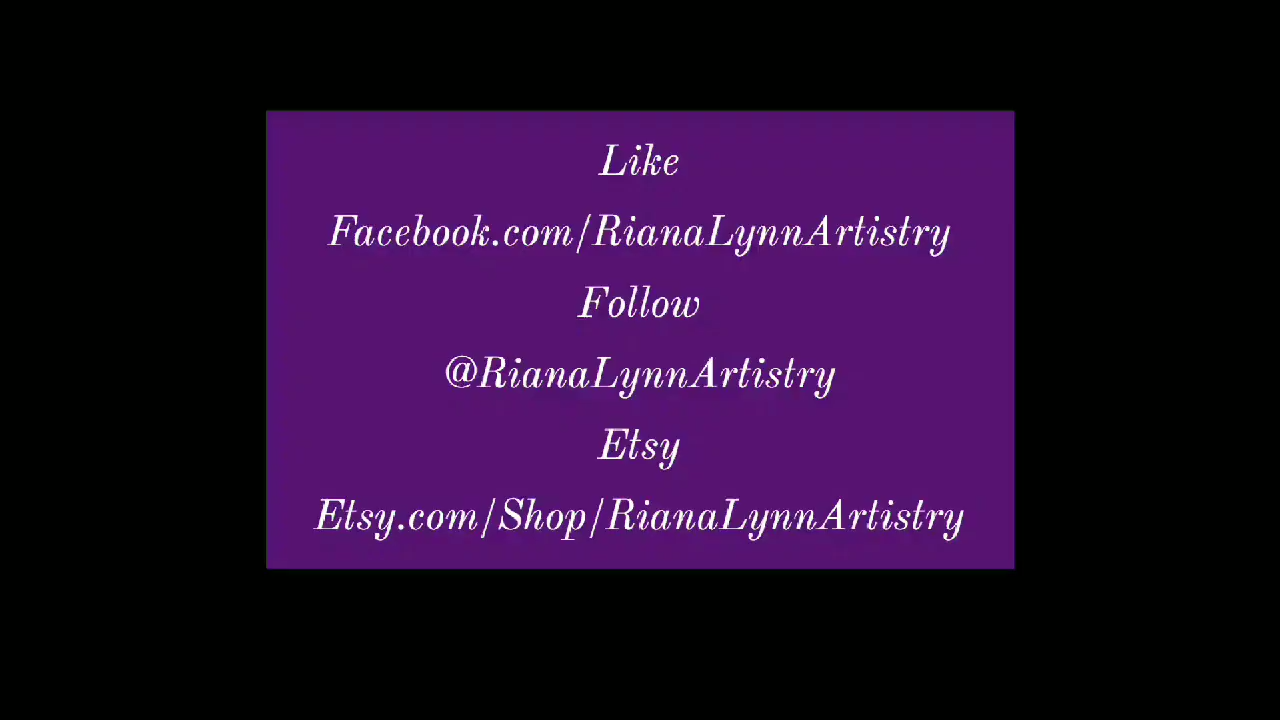 Like
Facebook.com/RianaLynnArtistry
Follow
@RianaLynnArtistry
Etsy
Etsy.com/Shop/RianaLynnArtistry